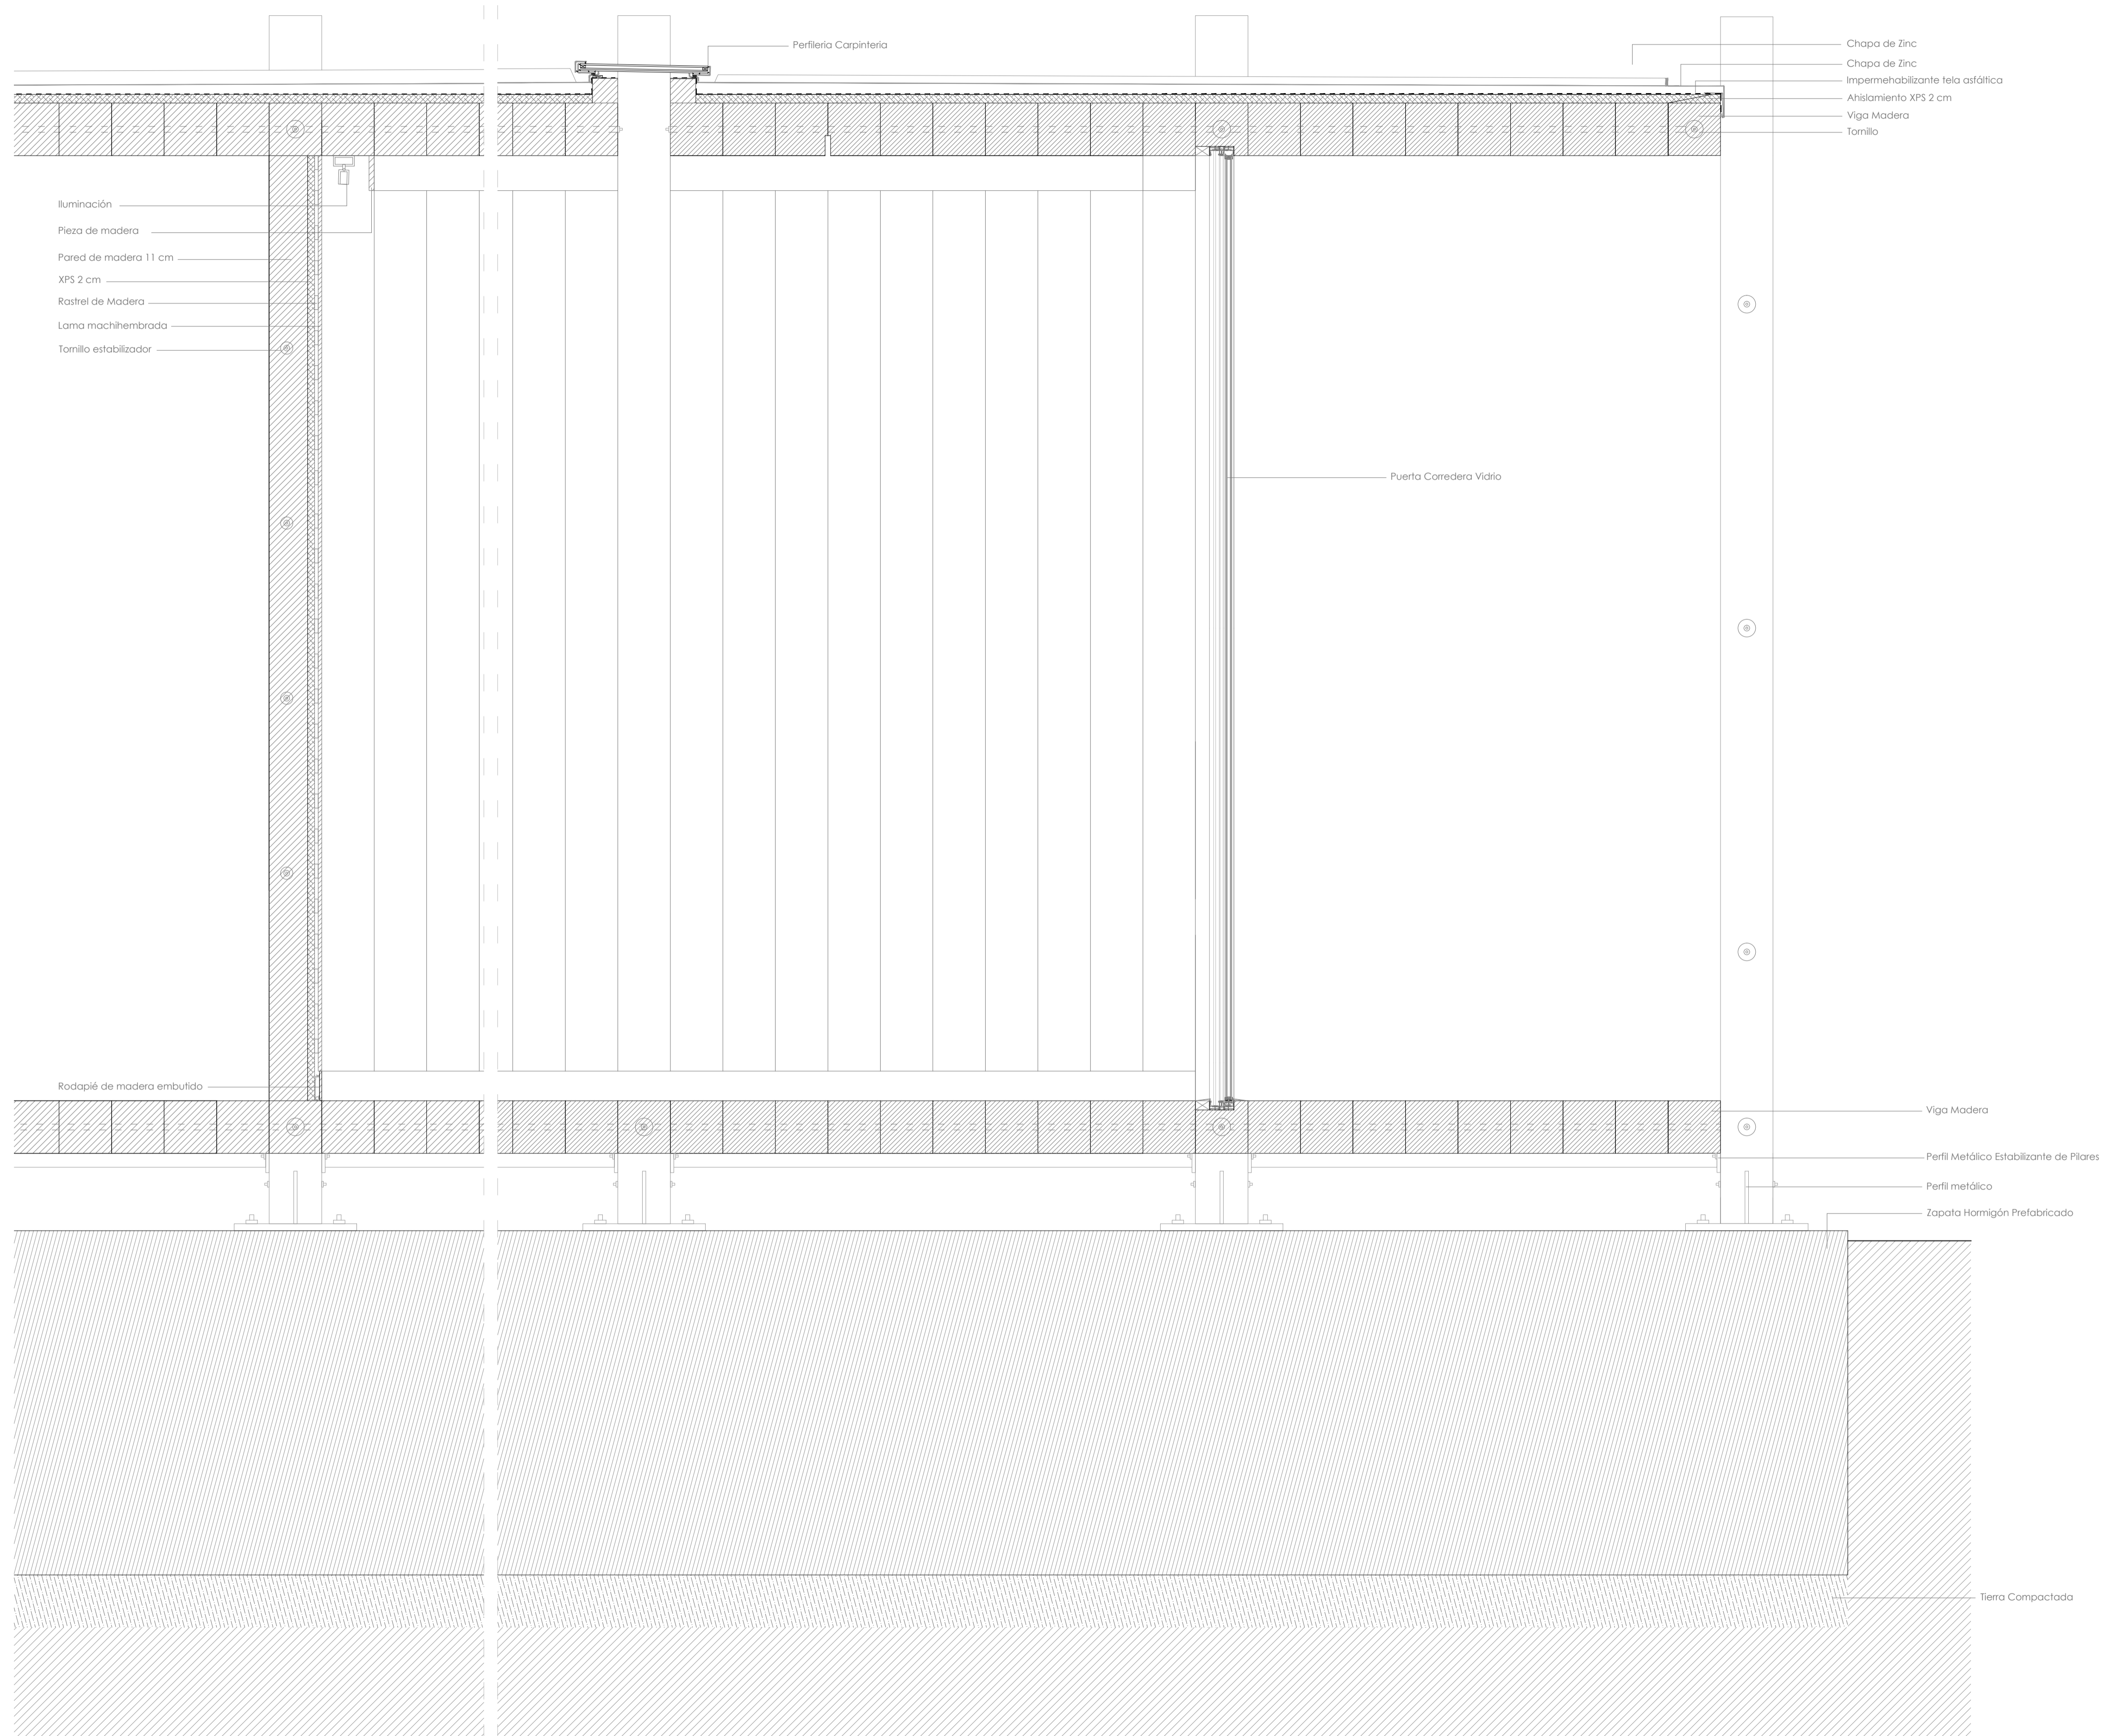 Perfileria Carpinteria
Chapa de Zinc
Chapa de Zinc
Impermehabilizante tela asfáltica
Ahislamiento XPS 2 cm
Viga Madera
Tornillo
Iluminación
Pieza de madera
Pared de madera 11 cm
XPS 2 cm
Rastrel de Madera
Lama machihembrada
Tornillo estabilizador
Puerta Corredera Vidrio
Rodapié de madera embutido
Viga Madera
Perfil Metálico Estabilizante de Pilares
Perfil metálico
Zapata Hormigón Prefabricado
Tierra Compactada